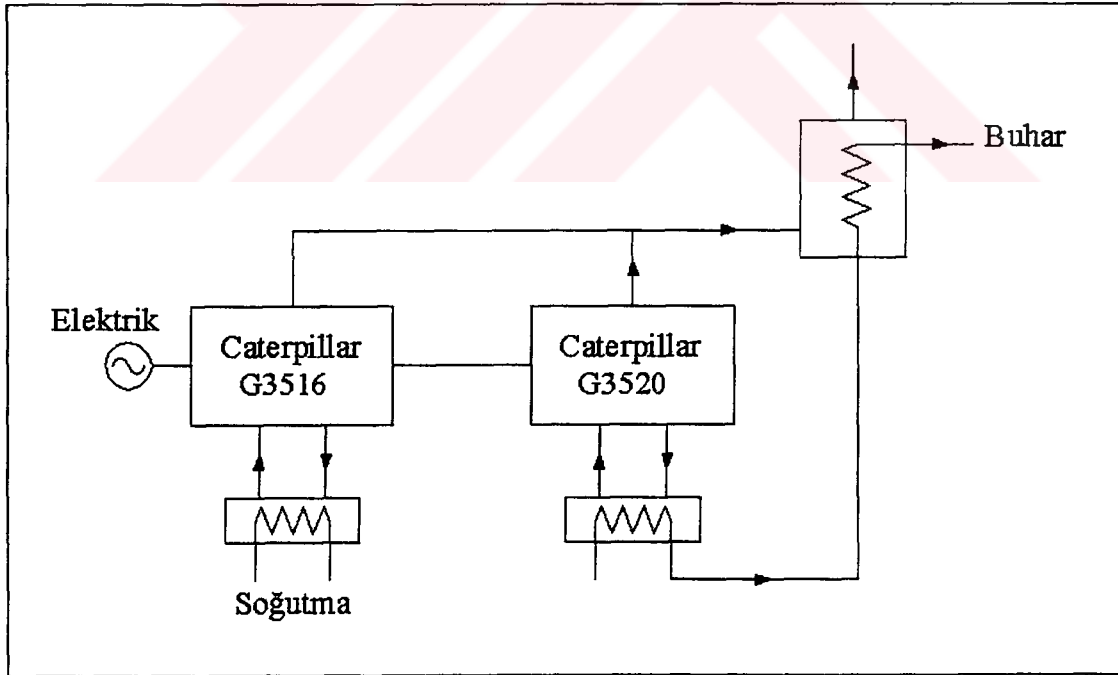 Buhar
Elektrik
Caterpillar
G3516
Caterpillar
G3520
Soğutma